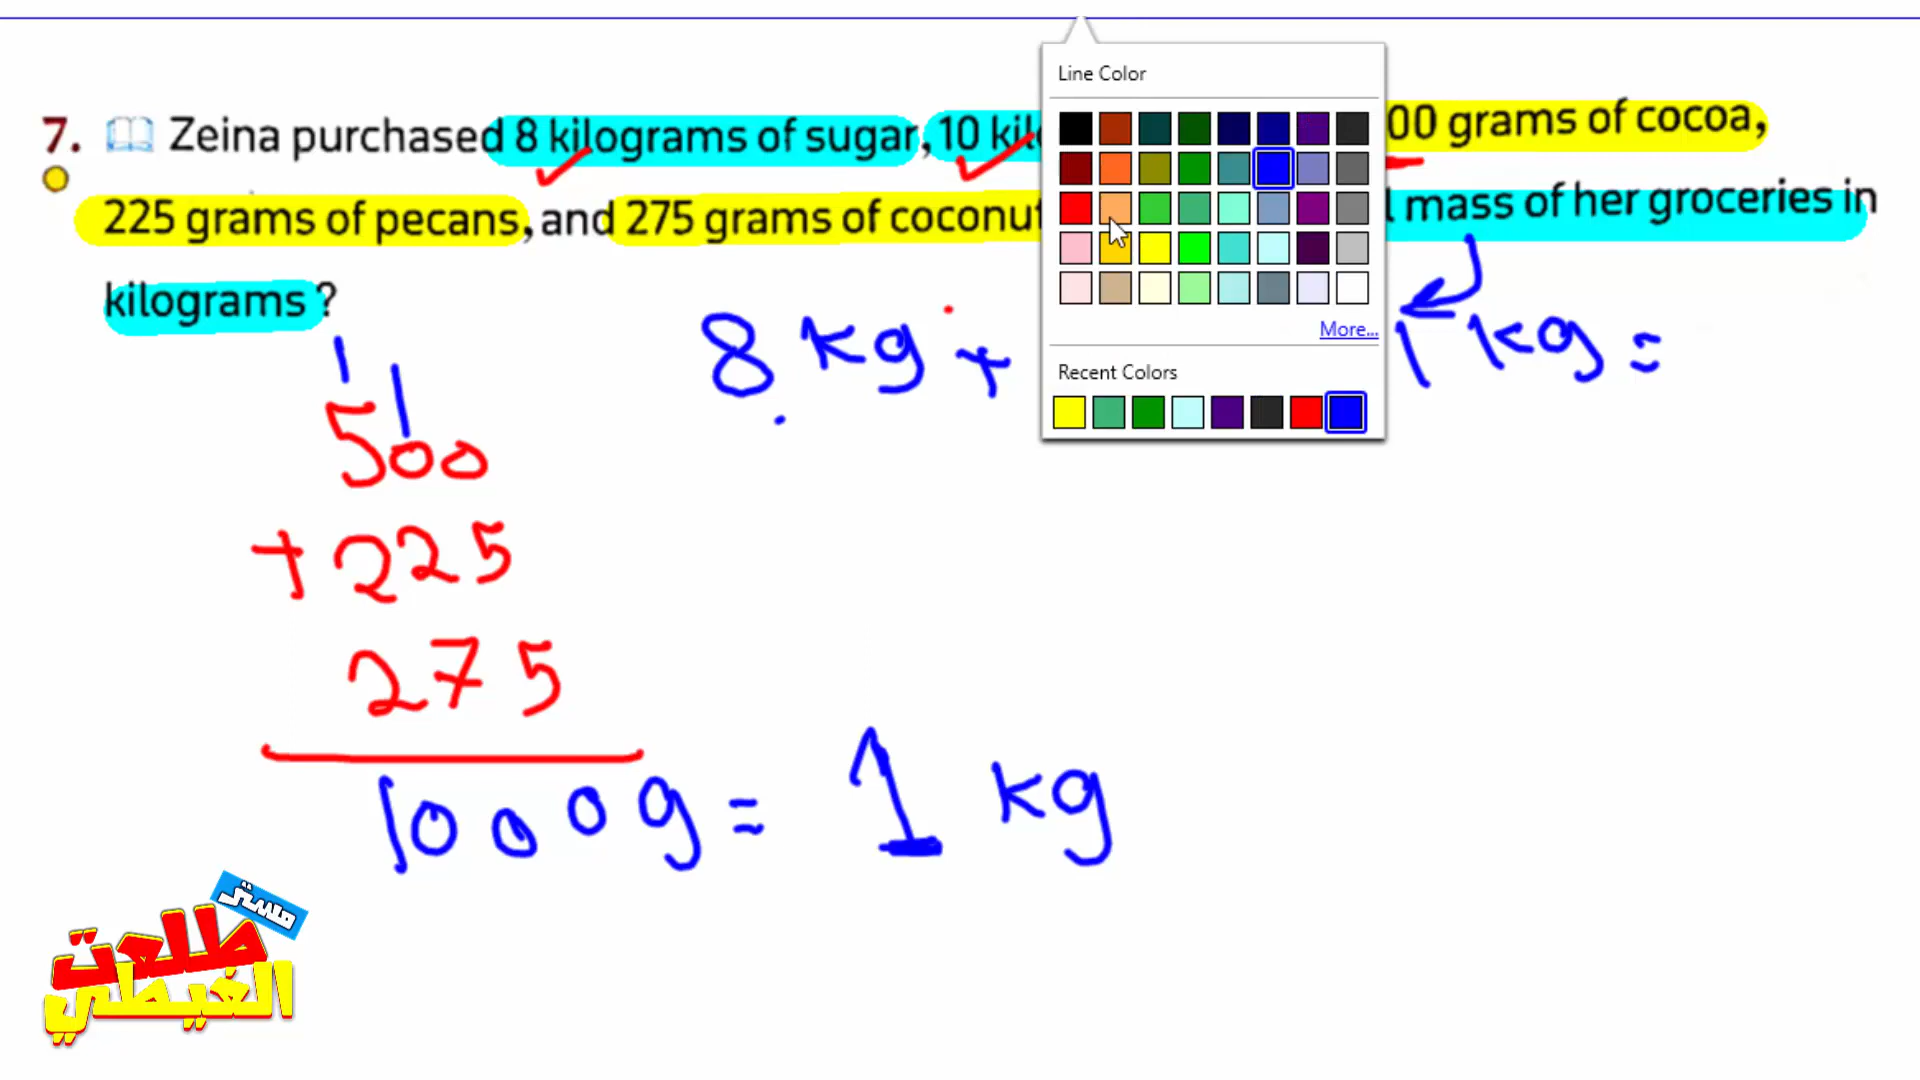 Line Color
7. Zeina purchased 8 kilograms of sugar, 10 kil 00 grams of cocoa,
225 grams of pecans, and 275 grams of coconut l mass of her groceries in
kilograms ?
8 kg + 1 kg =
More...
Recent Colors
1 1
500
+ 225
275
1000g = 1 kg
مستر
طلعت
الغيطي